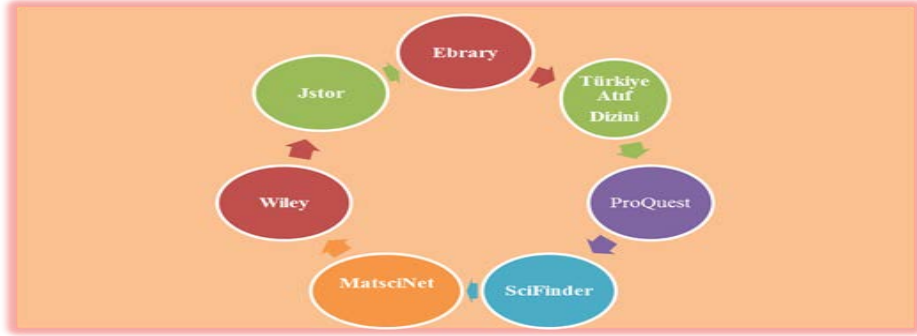 Ebrary
Türkiye
Atıf
Dizini
ProQuest
SciFinder
MatsciNet
Wiley
Jstor